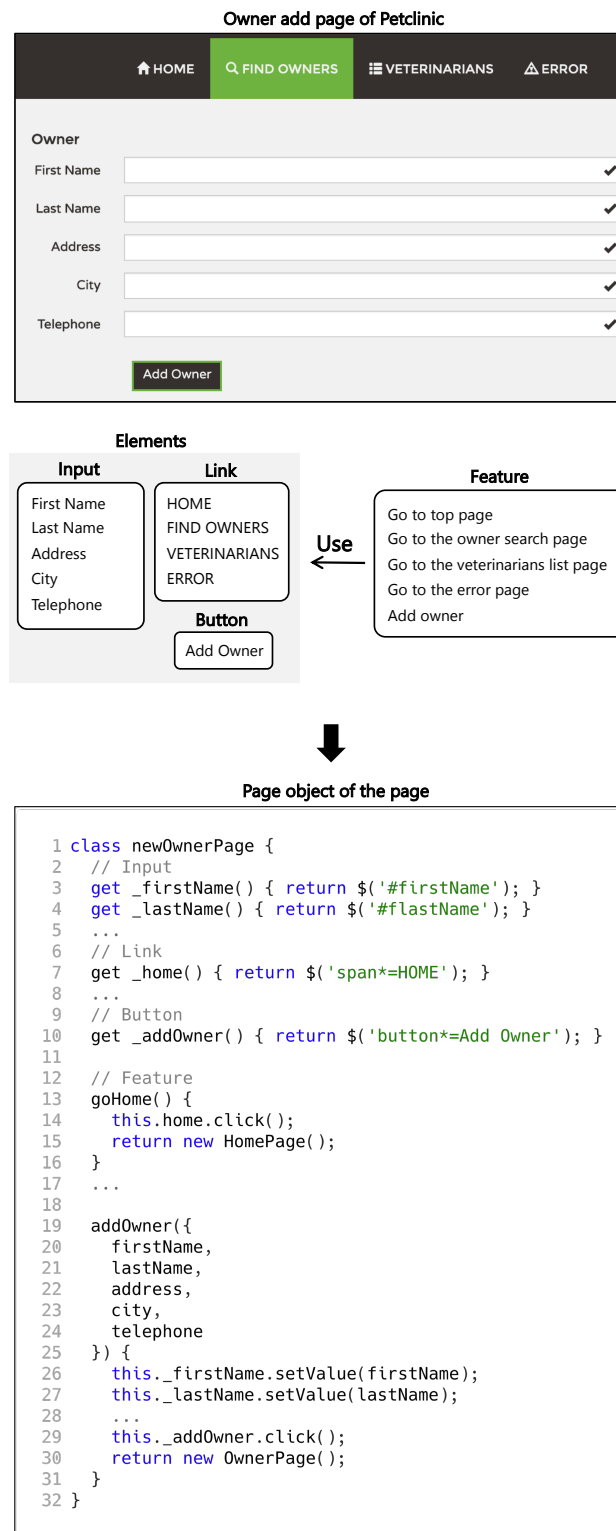 Owner add page of Petclinic
HOME FIND OWNERS VETERINARIANS ERROR
Owner
First Name
Last Name
Address
City
Telephone
Add Owner
Elements
Input
First Name
Last Name
Address
City
Telephone
Link
HOME
FIND OWNERS
VETERINARIANS
ERROR
Button
Add Owner
Use
Feature
Go to top page
Go to the owner search page
Go to the veterinarians list page
Go to the error page
Add owner
Page object of the page
1 class newOwnerPage {
2   // Input
3   get _firstName() { return $('#firstName'); }
4   get _lastName() { return $('#flastName'); }
5   ...
6   // Link
7   get _home() { return $('span*=HOME'); }
8   ...
9   // Button
10   get _addOwner() { return $('button*=Add Owner'); }
11
12   // Feature
13   goHome() {
14     this.home.click();
15     return new HomePage();
16   }
17   ...
18
19   addOwner({
20     firstName,
21     lastName,
22     address,
23     city,
24     telephone
25   }) {
26     this._firstName.setValue(firstName);
27     this._lastName.setValue(lastName);
28     ...
29     this._addOwner.click();
30     return new OwnerPage();
31   }
32 }